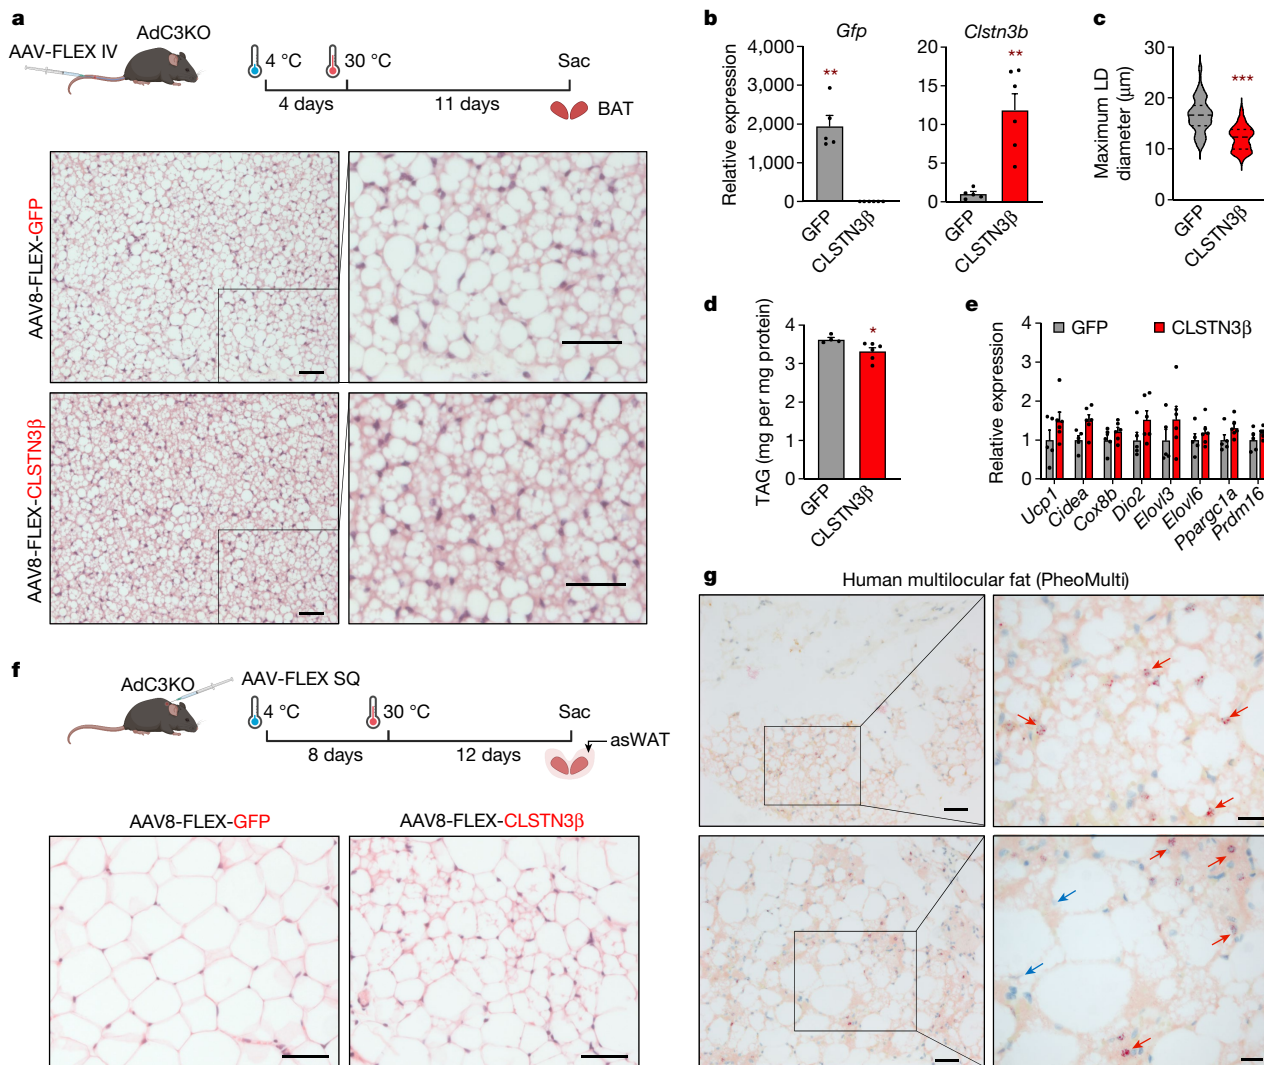 a
AAV-FLEX IV
AdC3KO
4 °C
30 °C
Sac
4 days
11 days
BAT
AAV8-FLEX-GFP
AAV8-FLEX-CLSTN3β
b
Gfp
Clstn3b
Relative expression
4,000
3,000
2,000
1,000
0
**
GFP
CLSTN3β
20
15
10
5
0
**
GFP
CLSTN3β
c
Maximum LD
diameter (μm)
30
20
10
0
***
GFP
CLSTN3β
d
TAG (mg per mg protein)
4
3
2
1
0
*
GFP
CLSTN3β
e
GFP
CLSTN3β
Relative expression
4
3
2
1
0
Ucp1
Cidea
Cox8b
Dio2
Elovl3
Elovl6
Ppargc1a
Prdm16
f
AdC3KO
AAV-FLEX SQ
4 °C
30 °C
Sac
8 days
12 days
asWAT
AAV8-FLEX-GFP
AAV8-FLEX-CLSTN3β
g
Human multilocular fat (PheoMulti)